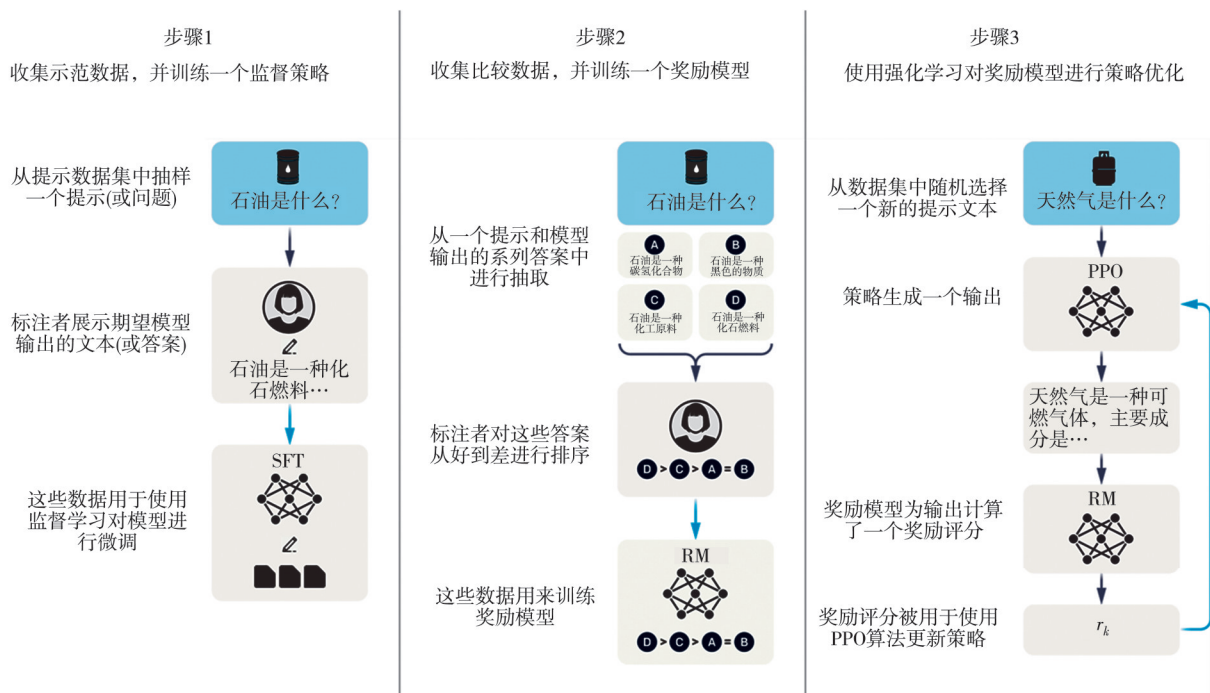 步骤1
收集示范数据，并训练一个监督策略
从提示数据集中抽样
一个提示(或问题)
石油是什么?
标注者展示期望模型
输出的文本(或答案)
石油是一种化
石燃料…
这些数据用于使用
监督学习对模型进
行微调
SFT
步骤2
收集比较数据，并训练一个奖励模型
石油是什么?
从一个提示和模型
输出的系列答案中
进行抽取
A
石油是一种
碳氢化合物
B
石油是一种
黑色的物质
C
石油是一种
化工原料
D
石油是一种
化石燃料
标注者对这些答案
从好到差进行排序
D > C > A = B
这些数据用来训练
奖励模型
RM
D > C > A = B
步骤3
使用强化学习对奖励模型进行策略优化
从数据集中随机选择
一个新的提示文本
天然气是什么?
策略生成一个输出
PPO
天然气是一种可
燃气体，主要成
分是…
奖励模型为输出计算
了一个奖励评分
RM
奖励评分被用于使用
PPO算法更新策略
rₖ